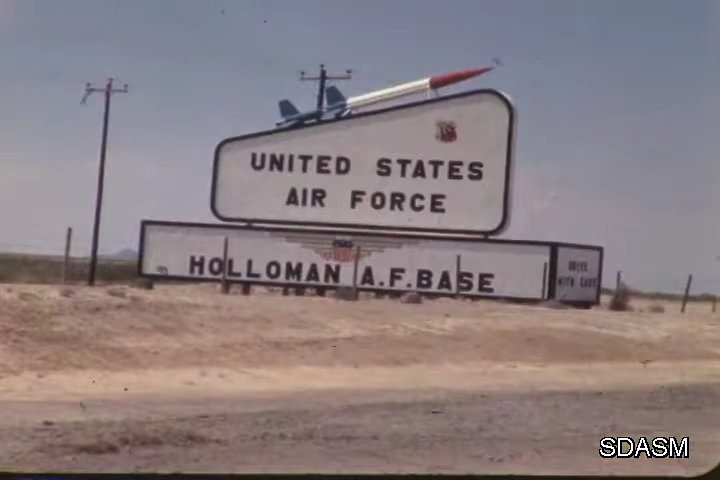 UNITED STATES
AIR FORCE
HOLLOMAN A.F.BASE
DRIVE
WITH CARE
SDASM